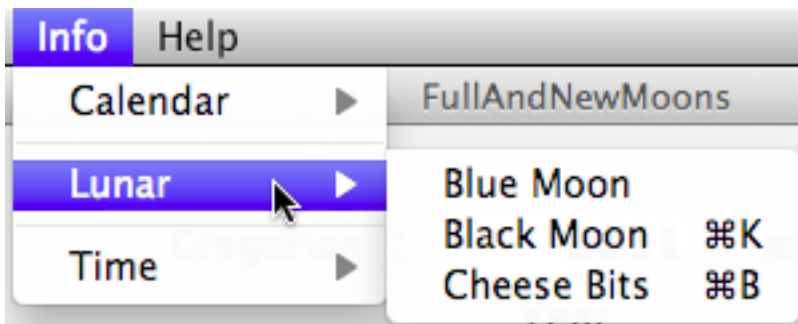 Info Help
Calendar FullAndNewMoons
Lunar Blue Moon
Black Moon ⌘K
Time Cheese Bits ⌘B